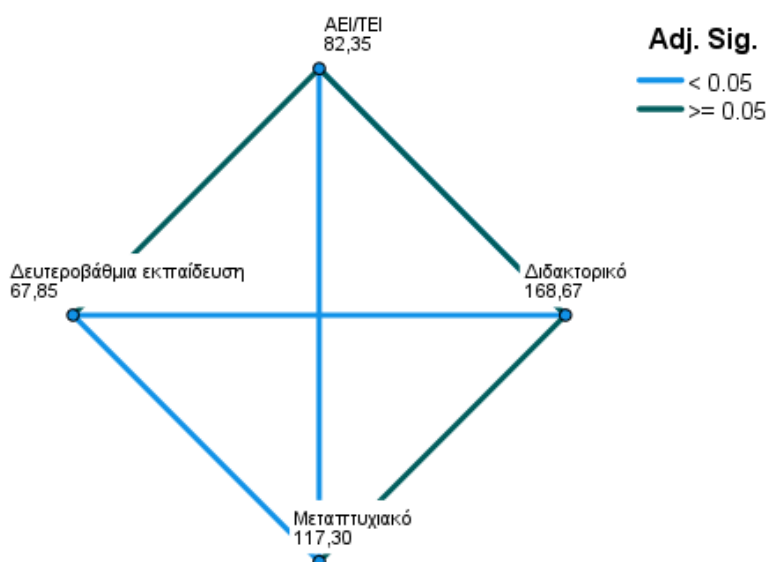 ΑΕΙ/ΤΕΙ
82,35
Adj. Sig.
< 0.05
>= 0.05
Δευτεροβάθμια εκπαίδευση
67,85
Διδακτορικό
168,67
Μεταπτυχιακό
117,30